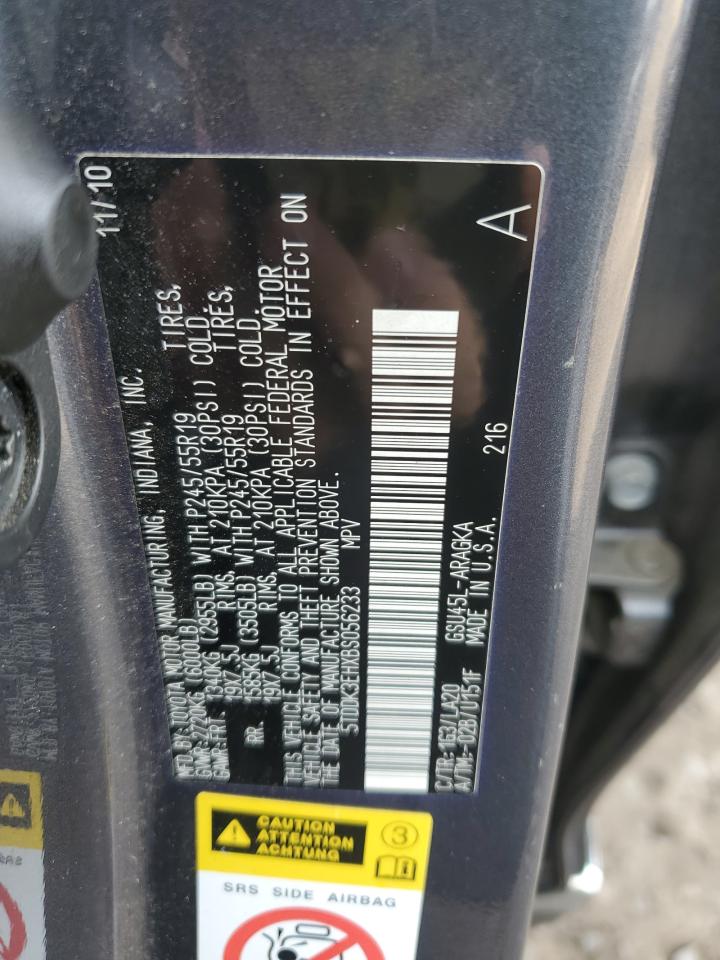 MFD. BY: TOYOTA MOTOR MANUFACTURING, INDIANA, INC. 11/10
GVWR: 2720KG (6000LB)
GAWR: FRT. 1340KG (2955LB) WITH P245/55R19 TIRES,
19X7.5J RIMS, AT 210KPA (30PSI) COLD.
RR. 1585KG (3505LB) WITH P245/55R19 TIRES,
19X7.5J RIMS, AT 210KPA (30PSI) COLD.
THIS VEHICLE CONFORMS TO ALL APPLICABLE FEDERAL MOTOR
VEHICLE SAFETY AND THEFT PREVENTION STANDARDS IN EFFECT ON
THE DATE OF MANUFACTURE SHOWN ABOVE.
5TDDK3EHXBS056233 MPV
C/TR: 1E3/LA20 GSU45L-ARAGKA 216
A/TM: -02B/U151F MADE IN U.S.A. A
CAUTION
ATTENTION
ACHTUNG
3
SRS SIDE AIRBAG